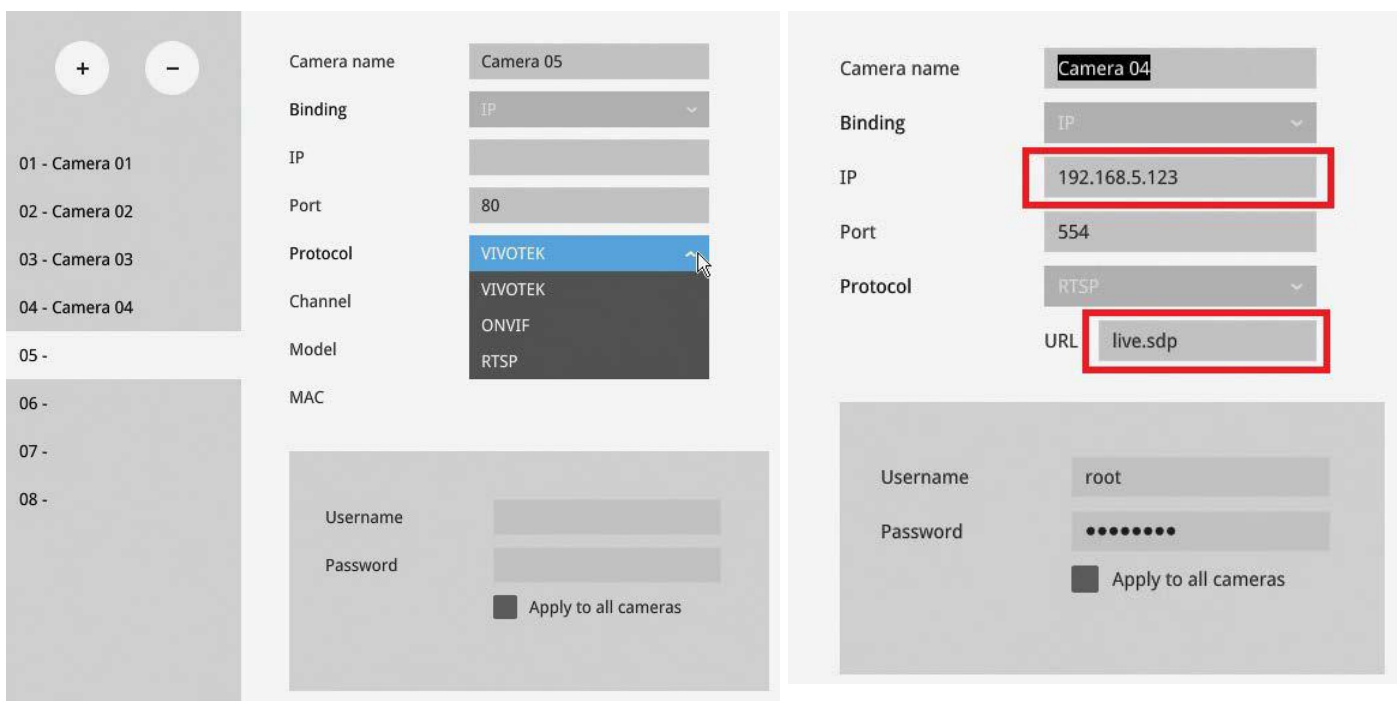 + -
01 - Camera 01
02 - Camera 02
03 - Camera 03
04 - Camera 04
05 -
06 -
07 -
08 -
Camera name Camera 05
Binding IP
IP
Port 80
Protocol VIVOTEK
Channel VIVOTEK
ONVIF
Model RTSP
MAC
Username
Password
Apply to all cameras
Camera name Camera 04
Binding IP
IP 192.168.5.123
Port 554
Protocol RTSP
URL live.sdp
Username root
Password ••••••••
Apply to all cameras